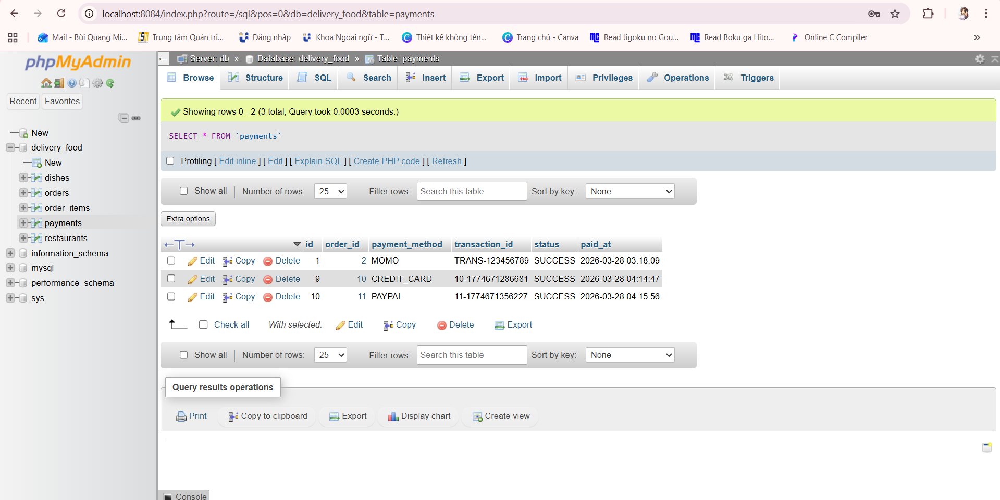 localhost:8084/index.php?route=/sql&pos=0&db=delivery_food&table=payments
Mail - Bùi Quang Mi... Trung tâm Quản trị... Đăng nhập Khoa Ngoại ngữ - T... Thiết kế không tên... Trang chủ - Canva Read Jigoku no Gou... Read Boku ga Hito... Online C Compiler »
phpMyAdmin
Recent Favorites
New
delivery_food
New
dishes
orders
order_items
payments
restaurants
information_schema
mysql
performance_schema
sys
Server: db » Database: delivery_food » Table: payments
Browse Structure SQL Search Insert Export Import Privileges Operations Triggers
Showing rows 0 - 2 (3 total, Query took 0.0003 seconds.)
SELECT * FROM `payments`
Profiling [ Edit inline ] [ Edit ] [ Explain SQL ] [ Create PHP code ] [ Refresh ]
Show all Number of rows: 25 Filter rows: Search this table Sort by key: None
Extra options
id order_id payment_method transaction_id status paid_at
Edit Copy Delete 1 2 MOMO TRANS-123456789 SUCCESS 2026-03-28 03:18:09
Edit Copy Delete 9 10 CREDIT_CARD 10-1774671286681 SUCCESS 2026-03-28 04:14:47
Edit Copy Delete 10 11 PAYPAL 11-1774671356227 SUCCESS 2026-03-28 04:15:56
Check all With selected: Edit Copy Delete Export
Show all Number of rows: 25 Filter rows: Search this table Sort by key: None
Query results operations
Print Copy to clipboard Export Display chart Create view
Console